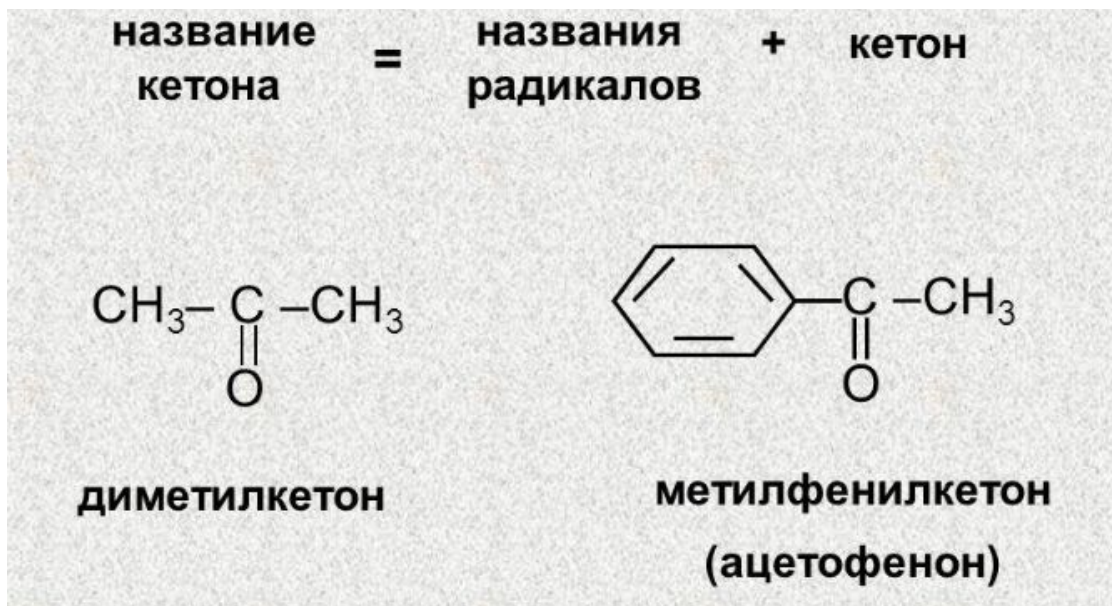 название кетона = названия радикалов + кетон
CH₃– C –CH₃
O
C –CH₃
O
диметилкетон
метилфенилкетон
(ацетофенон)